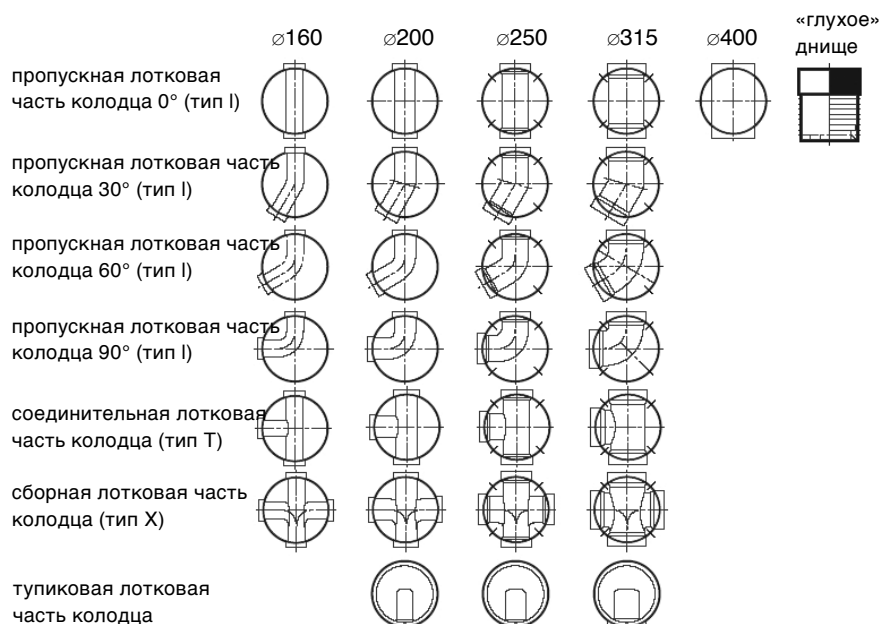 «глухое»
днище
⌀160 ⌀200 ⌀250 ⌀315 ⌀400
пропускная лотковая
часть колодца 0° (тип I)
пропускная лотковая часть
колодца 30° (тип I)
пропускная лотковая часть
колодца 60° (тип I)
пропускная лотковая часть
колодца 90° (тип I)
соединительная лотковая
часть колодца (тип T)
сборная лотковая часть
колодца (тип X)
тупиковая лотковая
часть колодца